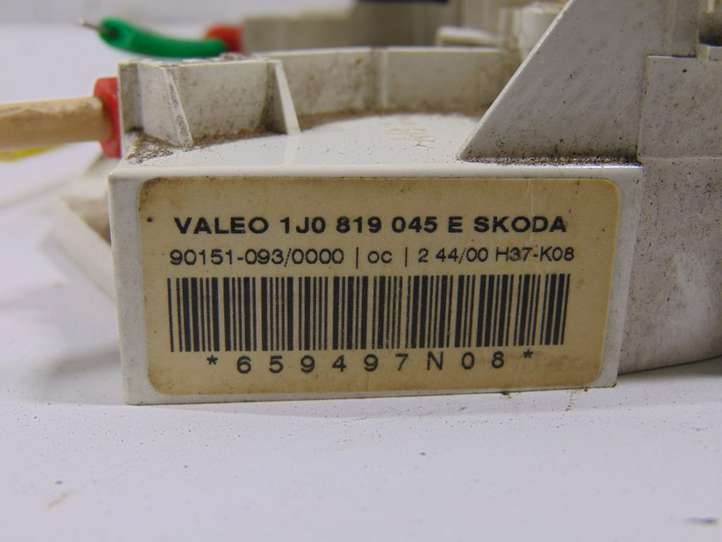 VALEO 1J0 819 045 E SKODA
90151-093/0000 | oc | 2 44/00 H37-K08
*659497N08*